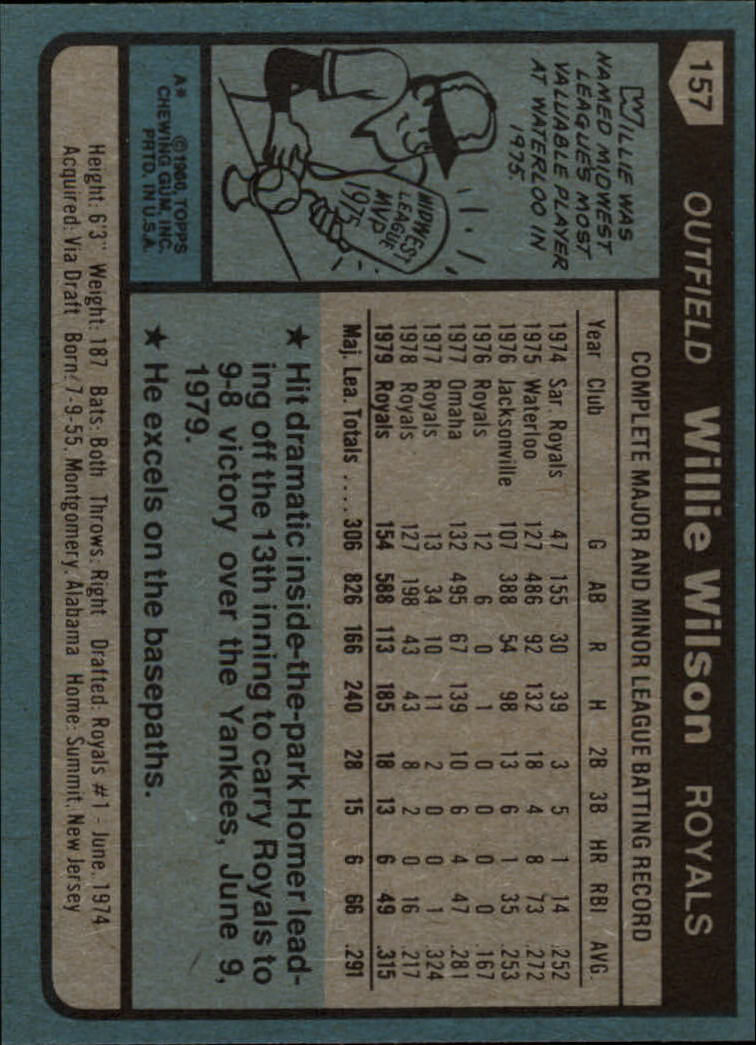 157 OUTFIELD Willie Wilson ROYALS
WILLIE WAS
NAMED MIDWEST
LEAGUE'S MOST
VALUABLE PLAYER
AT WATERLOO IN
1975.
MIDWEST
LEAGUE
MVP
1975
A* ©1980, TOPPS
CHEWING GUM, INC.
PRTD. IN U.S.A.
COMPLETE MAJOR AND MINOR LEAGUE BATTING RECORD
Year Club G AB R H 2B 3B HR RBI AVG.
1974 Sar. Royals 47 155 30 39 3 5 1 14 .252
1975 Waterloo 127 486 92 132 18 4 8 73 .272
1976 Jacksonville 107 388 54 98 13 6 1 35 .253
1976 Royals 12 6 0 1 0 0 0 0 .167
1977 Omaha 132 495 67 139 10 6 4 47 .281
1977 Royals 13 34 10 11 2 0 0 1 .324
1978 Royals 127 198 43 43 8 2 0 16 .217
1979 Royals 154 588 113 185 18 13 6 49 .315
Maj. Lea. Totals .... 306 826 166 240 28 15 6 66 .291
★ Hit dramatic inside-the-park Homer lead-
ing off the 13th inning to carry Royals to
9-8 victory over the Yankees, June 9,
1979.
★ He excels on the basepaths.
Height: 6'3" Weight: 187 Bats: Both Throws: Right Drafted: Royals #1 - June, 1974
Acquired: Via Draft Born: 7-9-55, Montgomery, Alabama Home: Summit, New Jersey